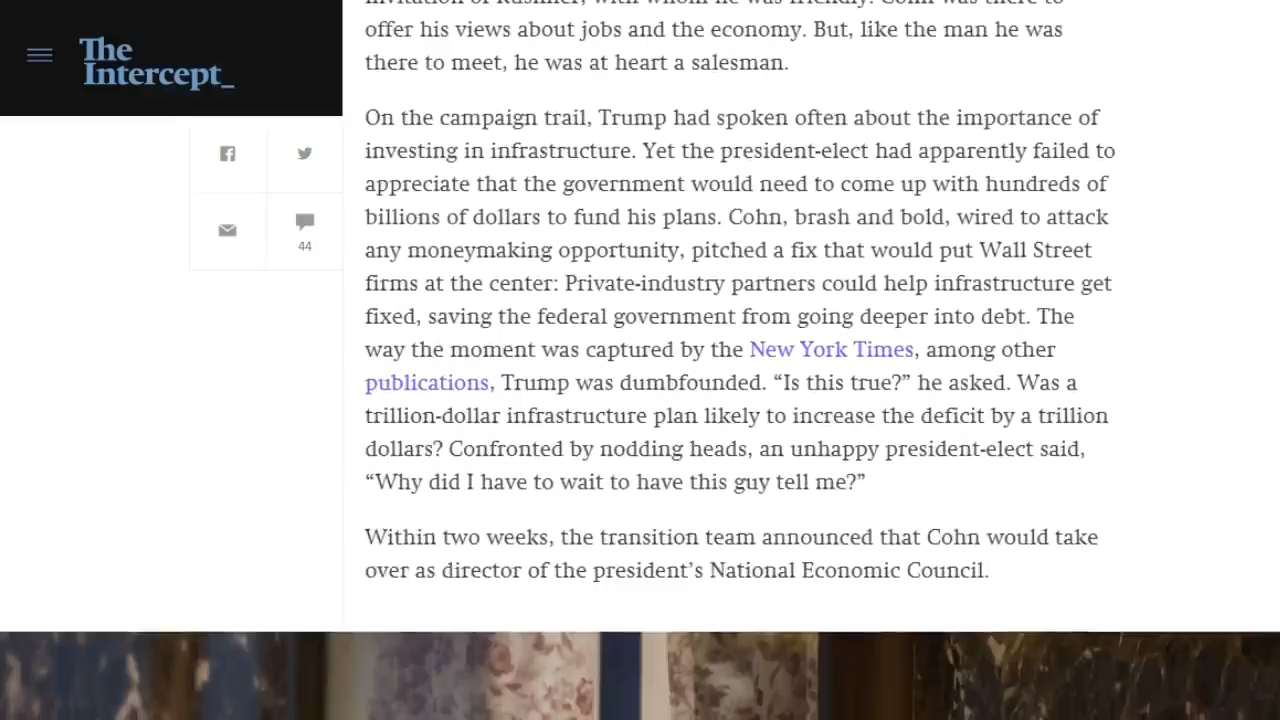 The
Intercept_
44
offer his views about jobs and the economy. But, like the man he was
there to meet, he was at heart a salesman.
On the campaign trail, Trump had spoken often about the importance of
investing in infrastructure. Yet the president-elect had apparently failed to
appreciate that the government would need to come up with hundreds of
billions of dollars to fund his plans. Cohn, brash and bold, wired to attack
any moneymaking opportunity, pitched a fix that would put Wall Street
firms at the center: Private-industry partners could help infrastructure get
fixed, saving the federal government from going deeper into debt. The
way the moment was captured by the New York Times, among other
publications, Trump was dumbfounded. “Is this true?” he asked. Was a
trillion-dollar infrastructure plan likely to increase the deficit by a trillion
dollars? Confronted by nodding heads, an unhappy president-elect said,
“Why did I have to wait to have this guy tell me?”
Within two weeks, the transition team announced that Cohn would take
over as director of the president’s National Economic Council.